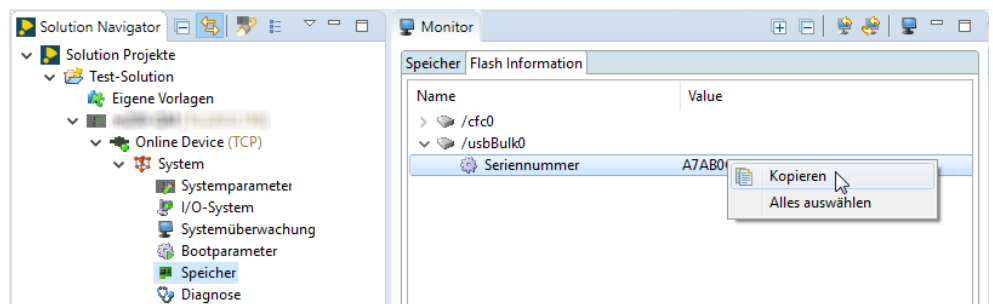 Solution Navigator
Solution Projekte
Test-Solution
Eigene Vorlagen
Online Device (TCP)
System
Systemparameter
I/O-System
Systemüberwachung
Bootparameter
Speicher
Diagnose
Monitor
Speicher Flash Information
Name Value
/cfc0
/usbBulk0
Seriennummer
Kopieren
Alles auswählen